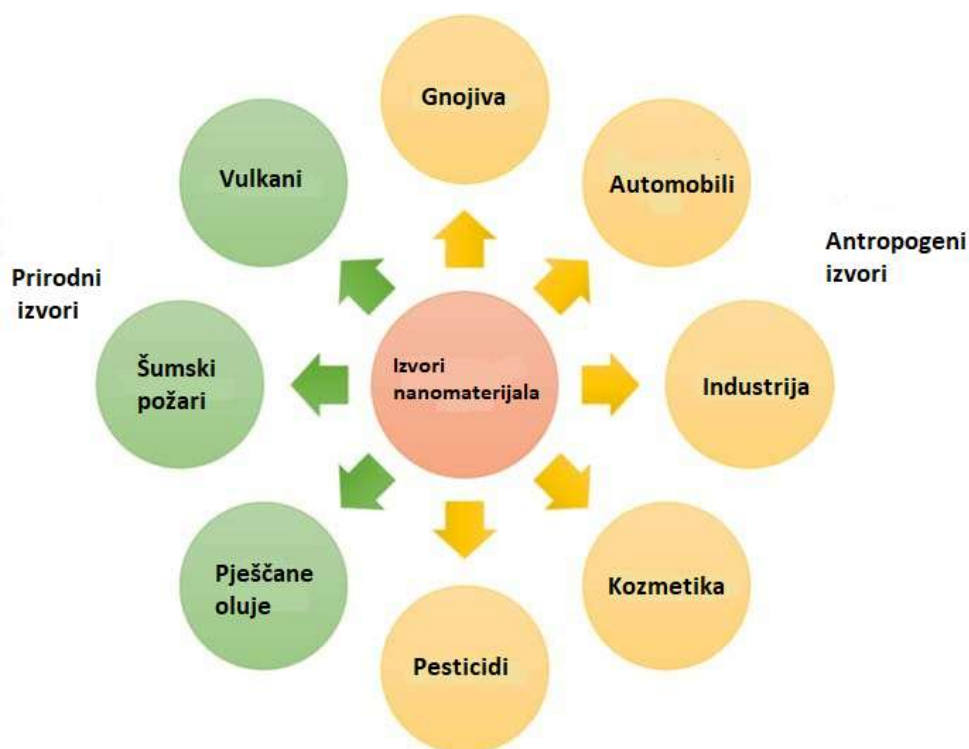 Gnojiva
Vulkani
Automobili
Antropogeni
izvori
Prirodni
izvori
Šumski
požari
Izvori
nanomaterijala
Industrija
Pješčane
oluje
Kozmetika
Pesticidi